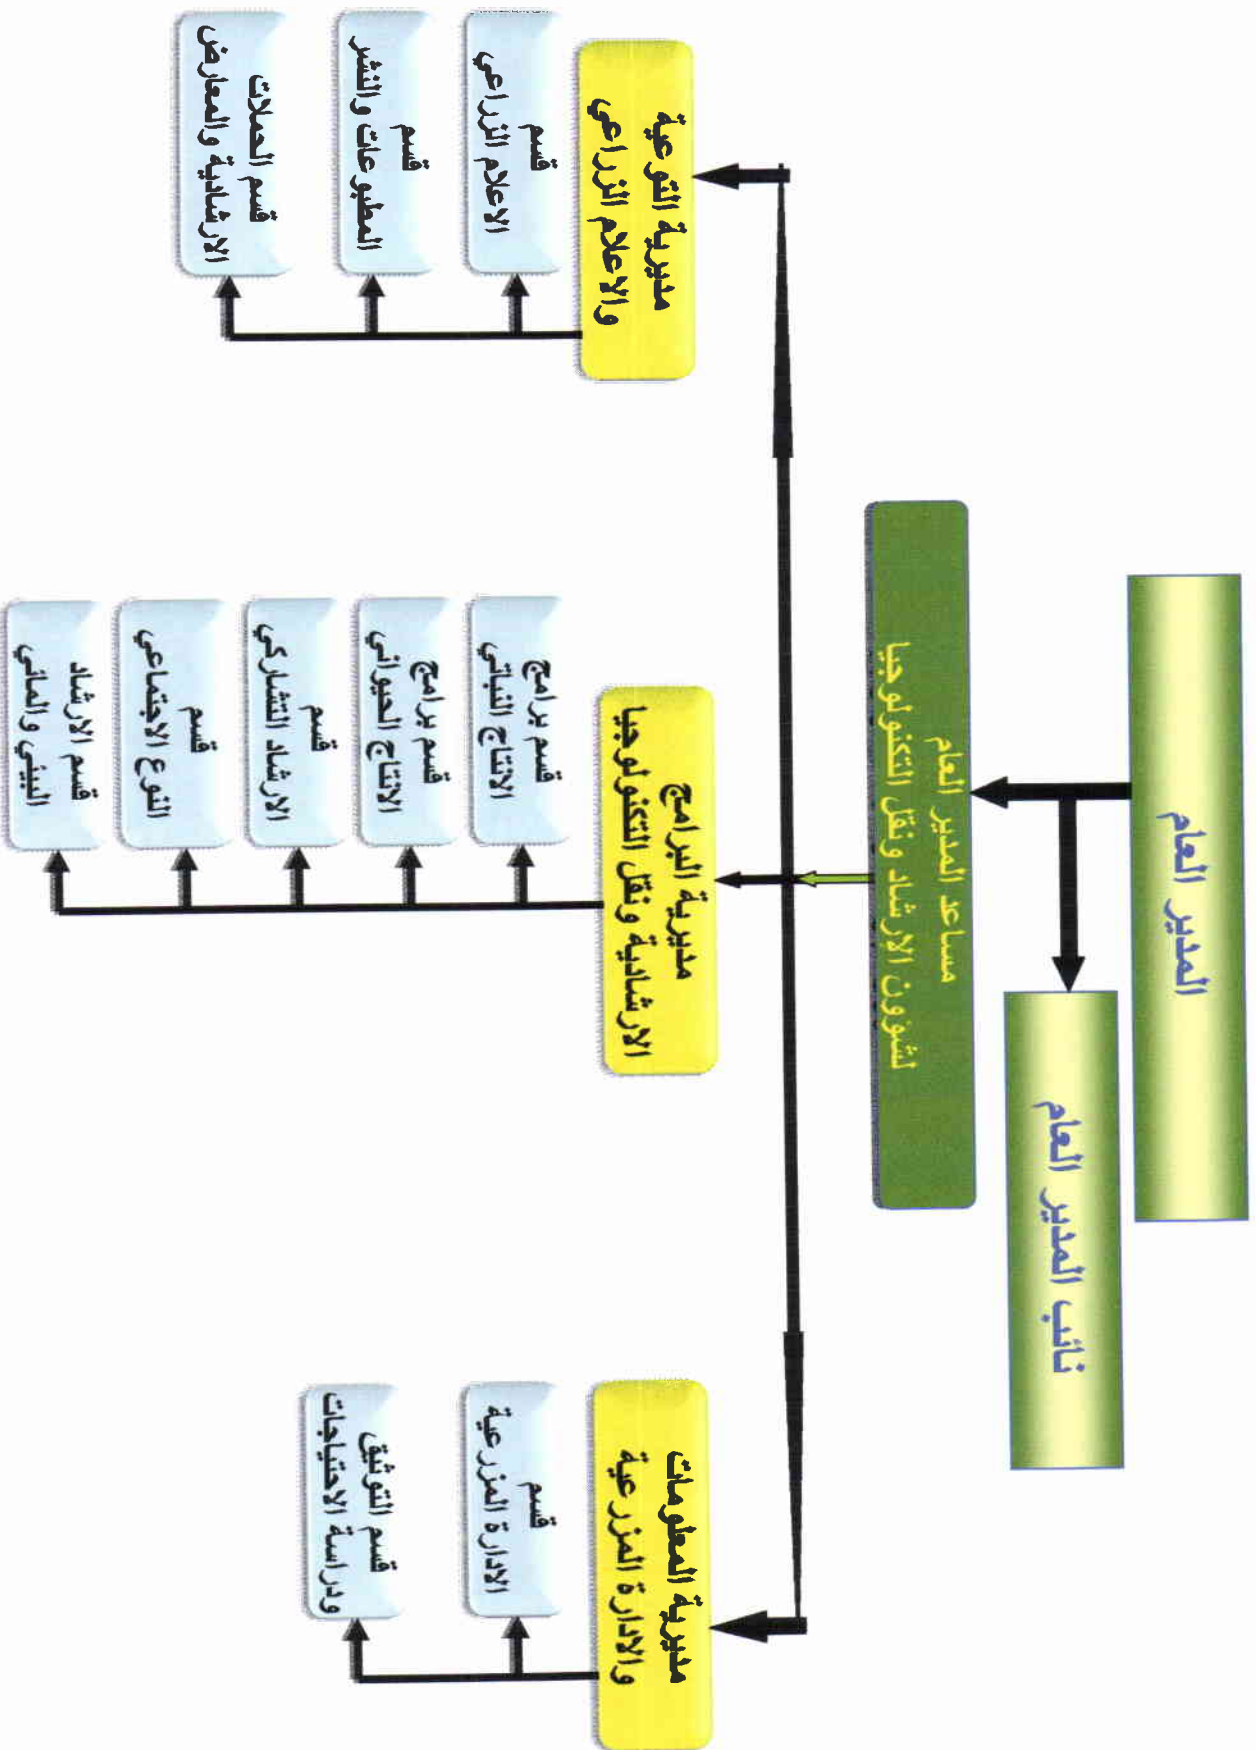 المدير العام
نائب المدير العام
مساعد المدير العام
لشؤون الارشاد ونقل التكنولوجيا
مديرية المعلومات
والادارة المزرعية
قسم
الادارة المزرعية
قسم التوثيق
ودراسة الاحتياجات
مديرية البرامج
الارشادية ونقل التكنولوجيا
قسم برامج
الانتاج النباتي
قسم برامج
الانتاج الحيواني
قسم
الارشاد التشاركي
قسم
النوع الاجتماعي
قسم الارشاد
البيئي والمائي
مديرية التوعية
والاعلام الزراعي
قسم
الاعلام الزراعي
قسم
المطبوعات والنشر
قسم الحملات
الارشادية والمعارض